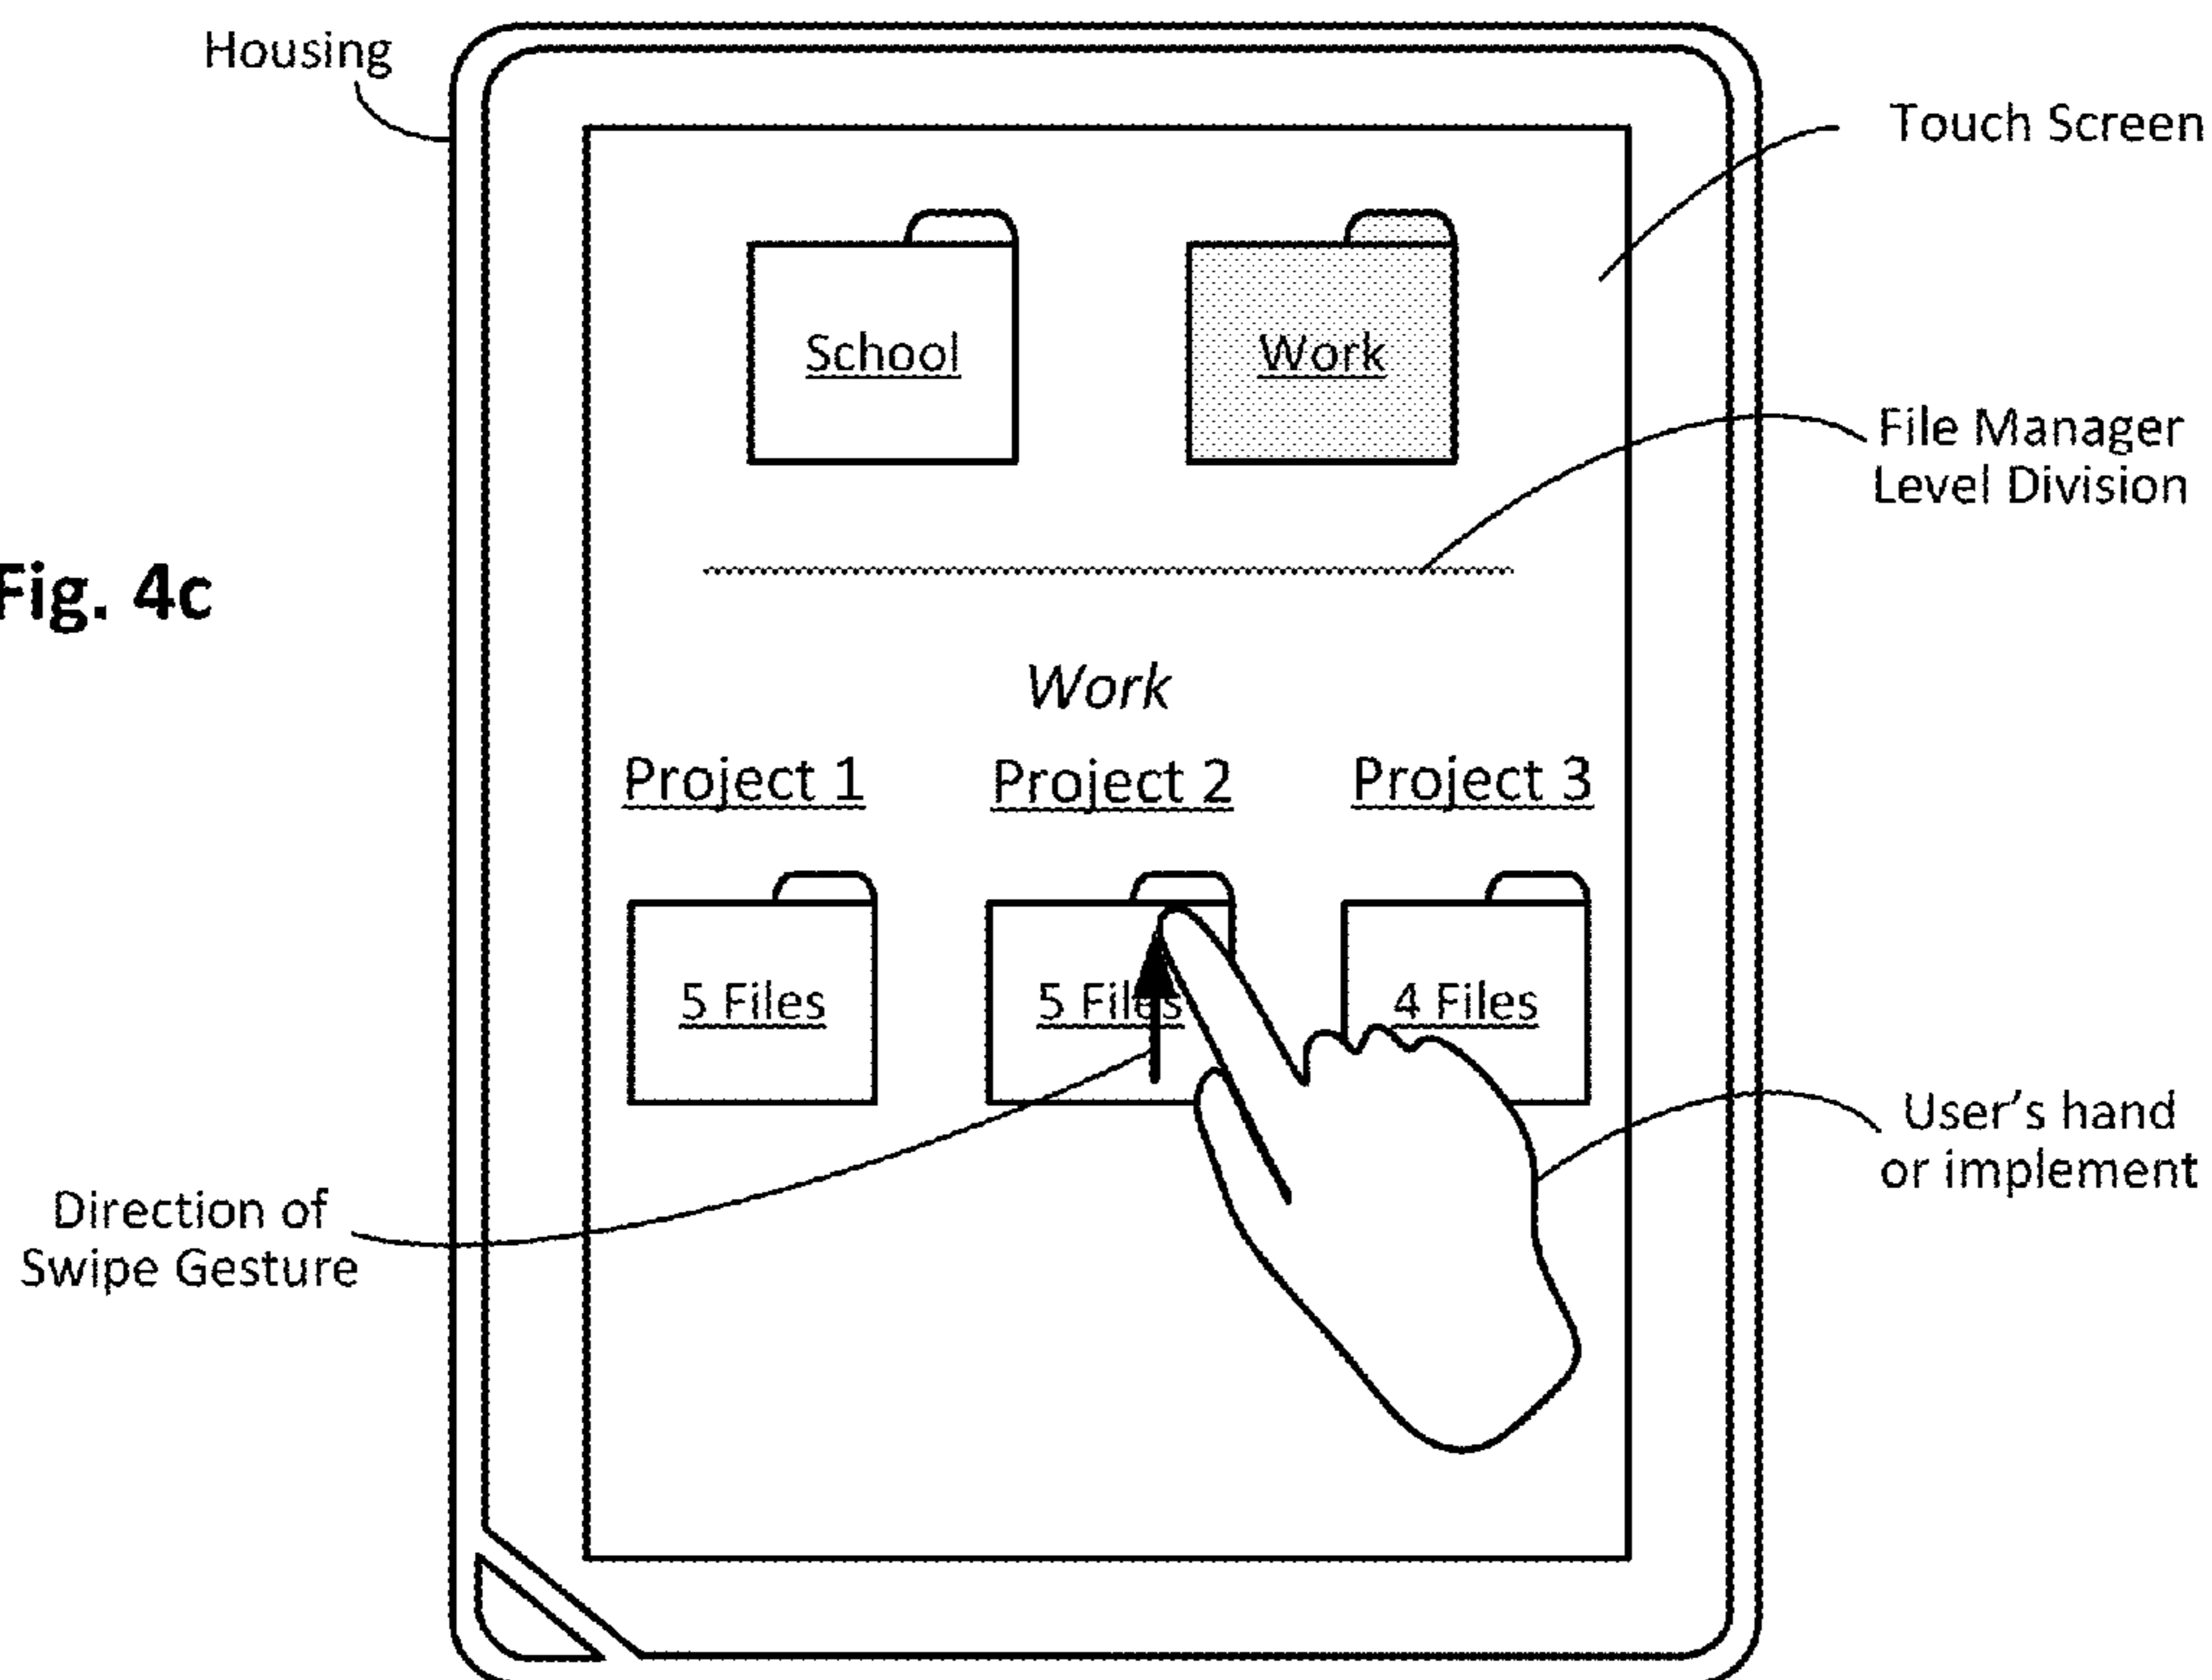 Housing
Touch Screen
School
Work
File Manager
Level Division
Fig. 4c
Work
Project 1
Project 2
Project 3
5 Files
5 Files
4 Files
User's hand
or implement
Direction of
Swipe Gesture